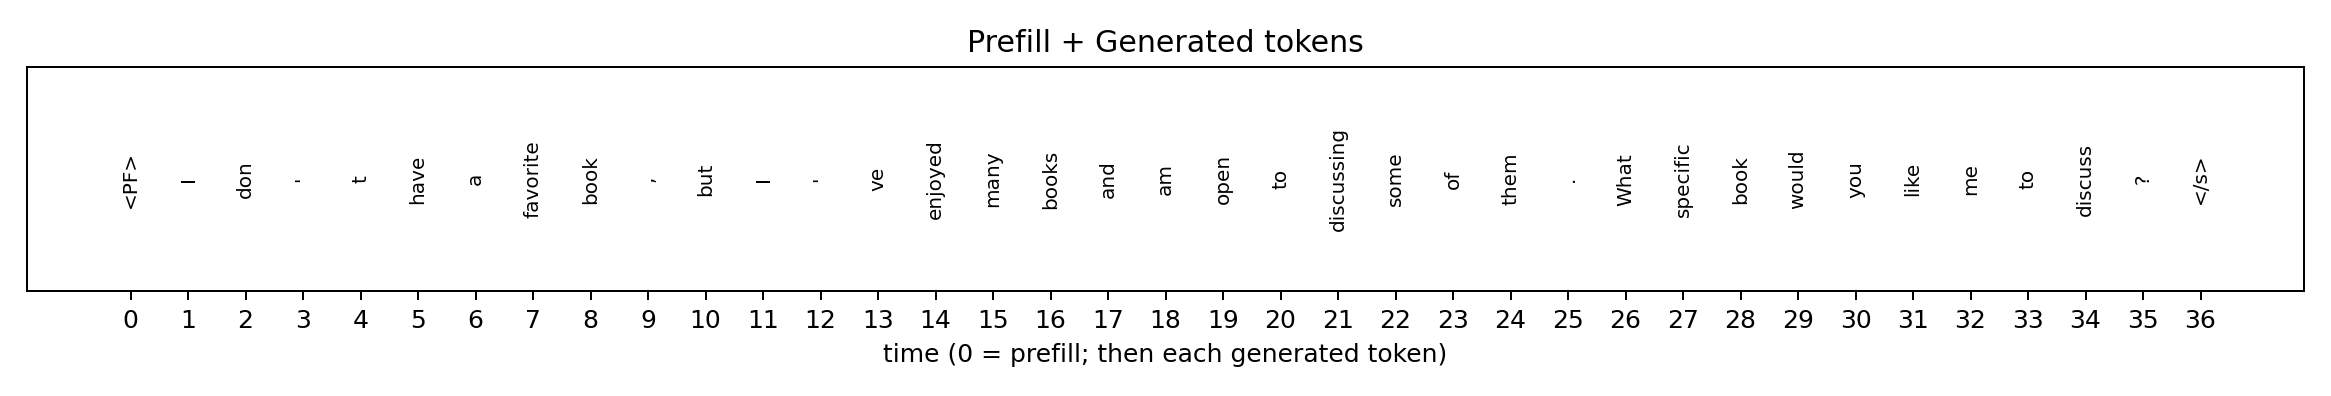 Prefill + Generated tokens
<PF> I don ' t have a favorite book , but I ' ve enjoyed many books and am open to discussing some of them . What specific book would you like me to discuss ? </s>
0 1 2 3 4 5 6 7 8 9 10 11 12 13 14 15 16 17 18 19 20 21 22 23 24 25 26 27 28 29 30 31 32 33 34 35 36
time (0 = prefill; then each generated token)